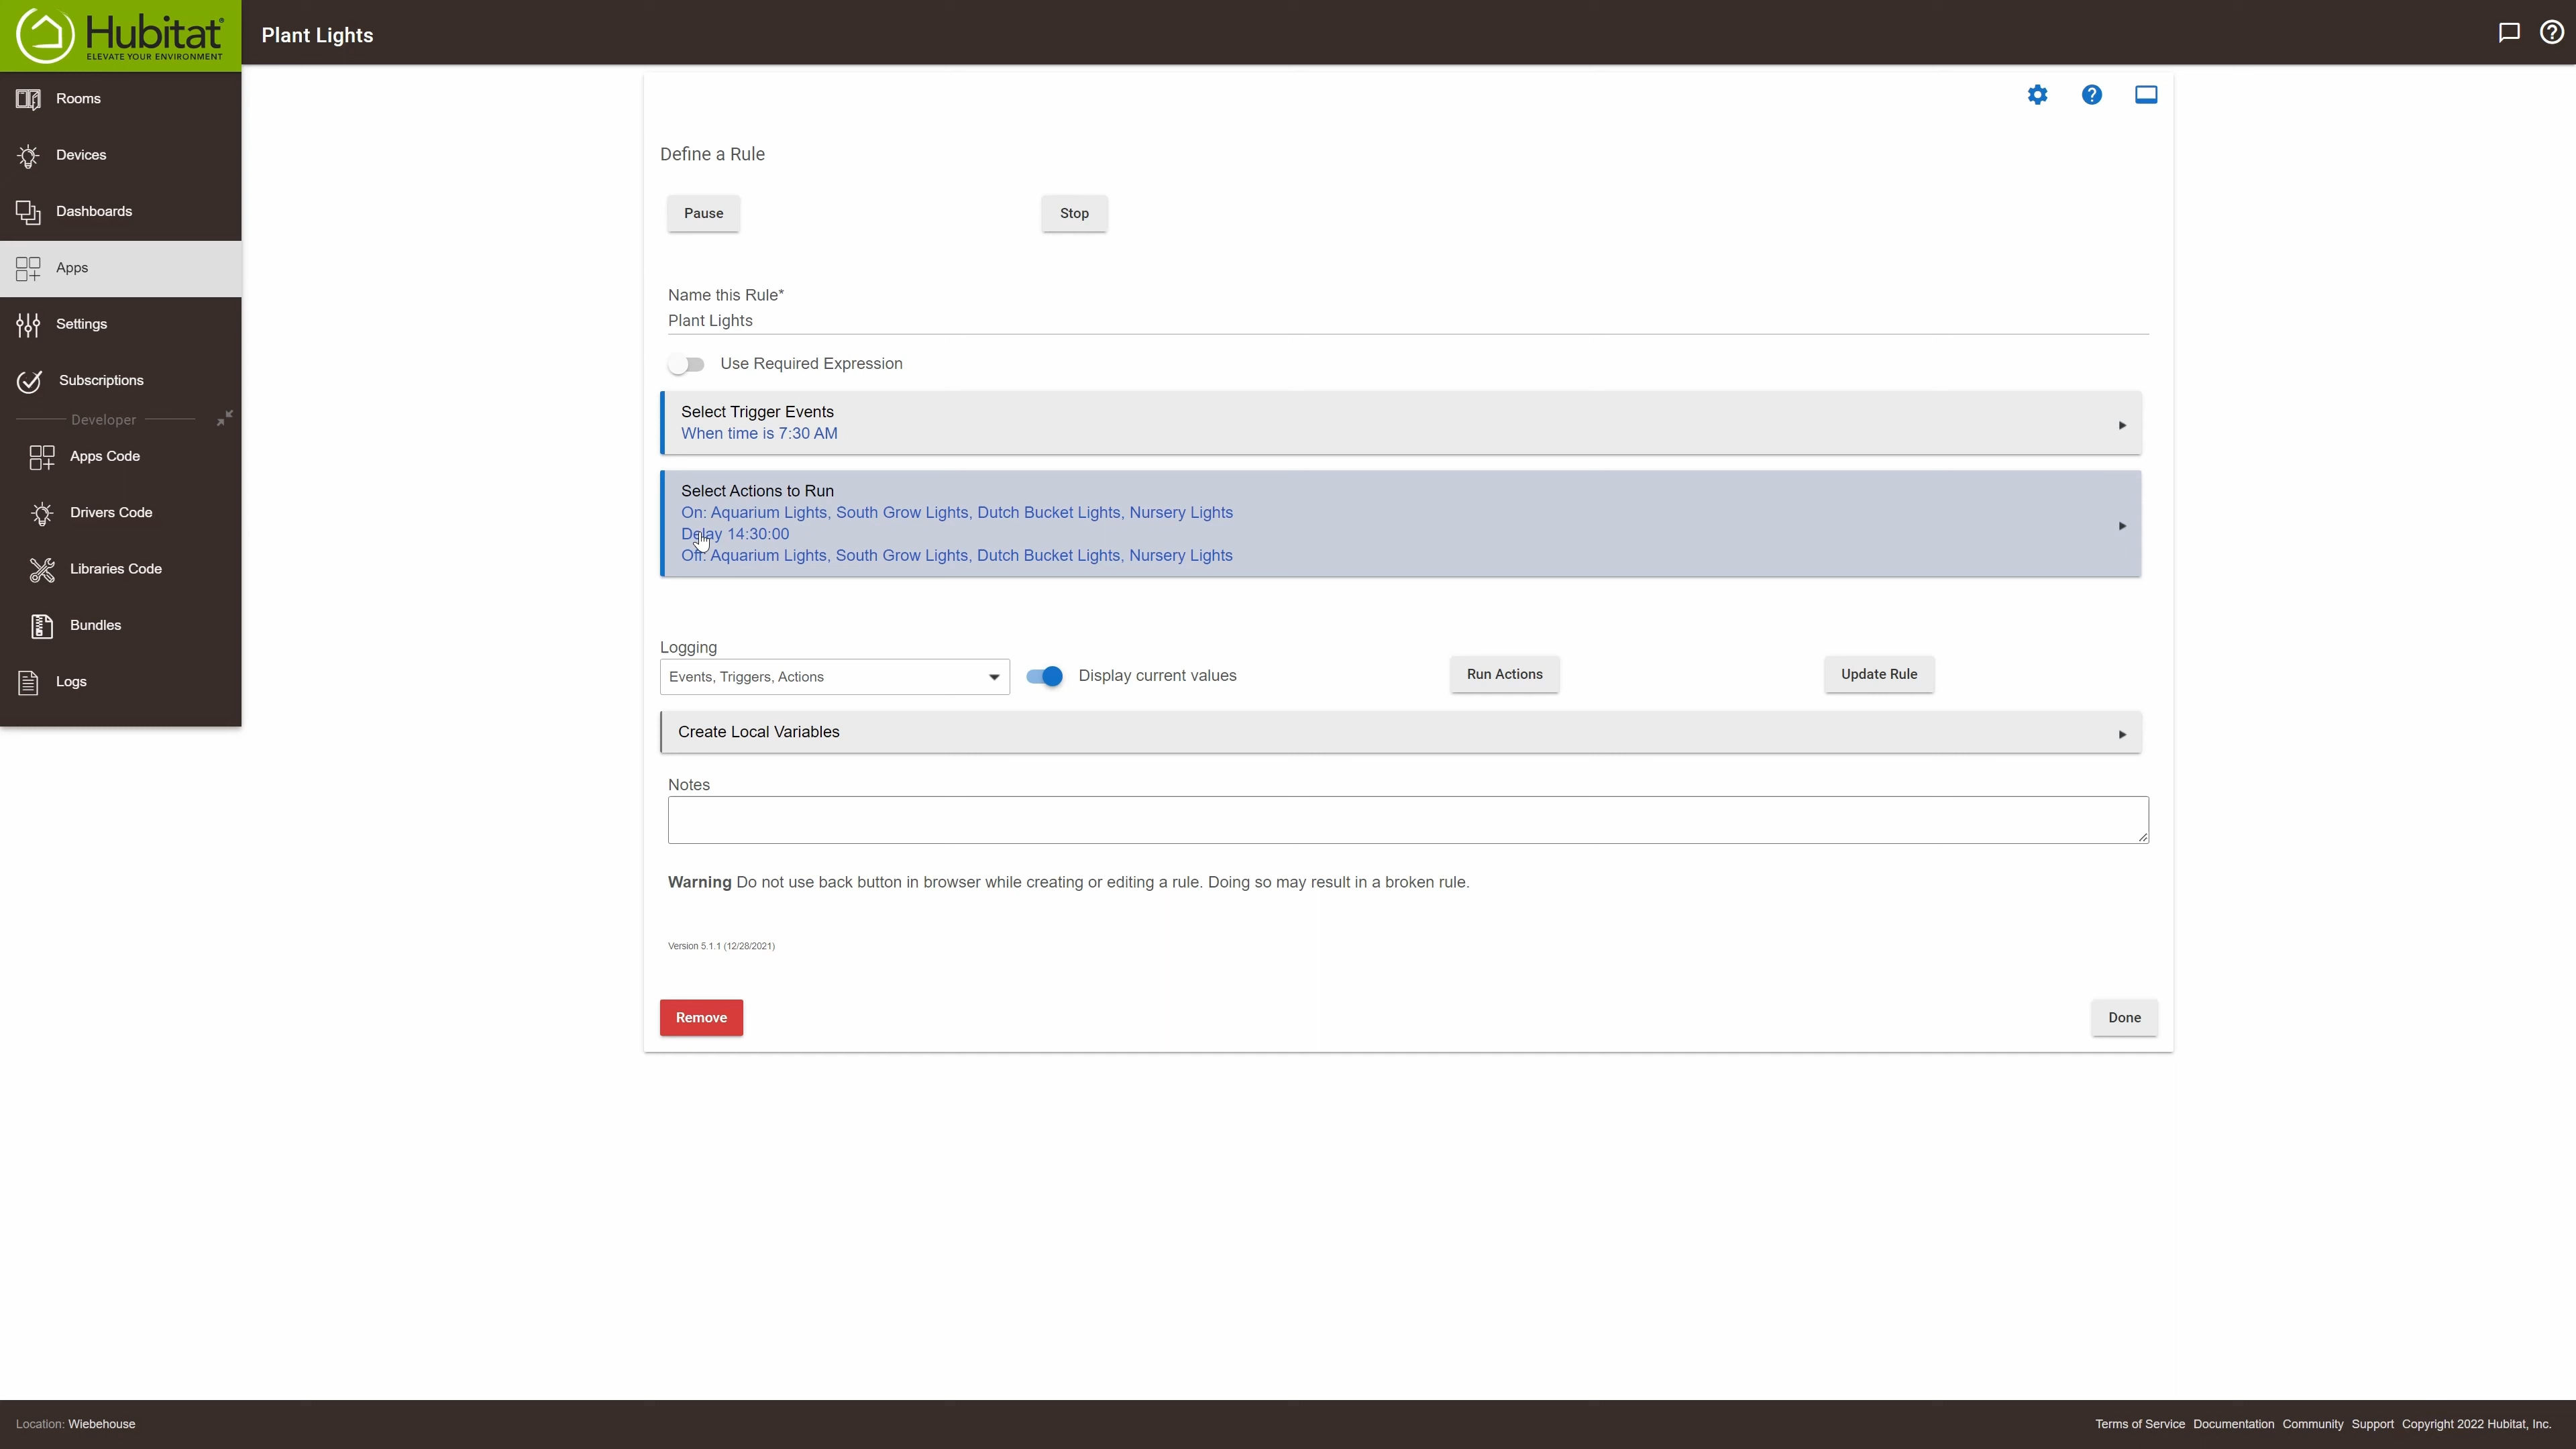 Hubitat
ELEVATE YOUR ENVIRONMENT
Plant Lights
Rooms
Devices
Dashboards
Apps
Settings
Subscriptions
Developer
Apps Code
Drivers Code
Libraries Code
Bundles
Logs
Define a Rule
Pause
Stop
Name this Rule*
Plant Lights
Use Required Expression
Select Trigger Events
When time is 7:30 AM
Select Actions to Run
On: Aquarium Lights, South Grow Lights, Dutch Bucket Lights, Nursery Lights
Delay 14:30:00
Off: Aquarium Lights, South Grow Lights, Dutch Bucket Lights, Nursery Lights
Logging
Events, Triggers, Actions
Display current values
Run Actions
Update Rule
Create Local Variables
Notes
Warning Do not use back button in browser while creating or editing a rule. Doing so may result in a broken rule.
Version 5.1.1 (12/28/2021)
Remove
Done
Location: Wiebehouse
Terms of Service Documentation Community Support Copyright 2022 Hubitat, Inc.